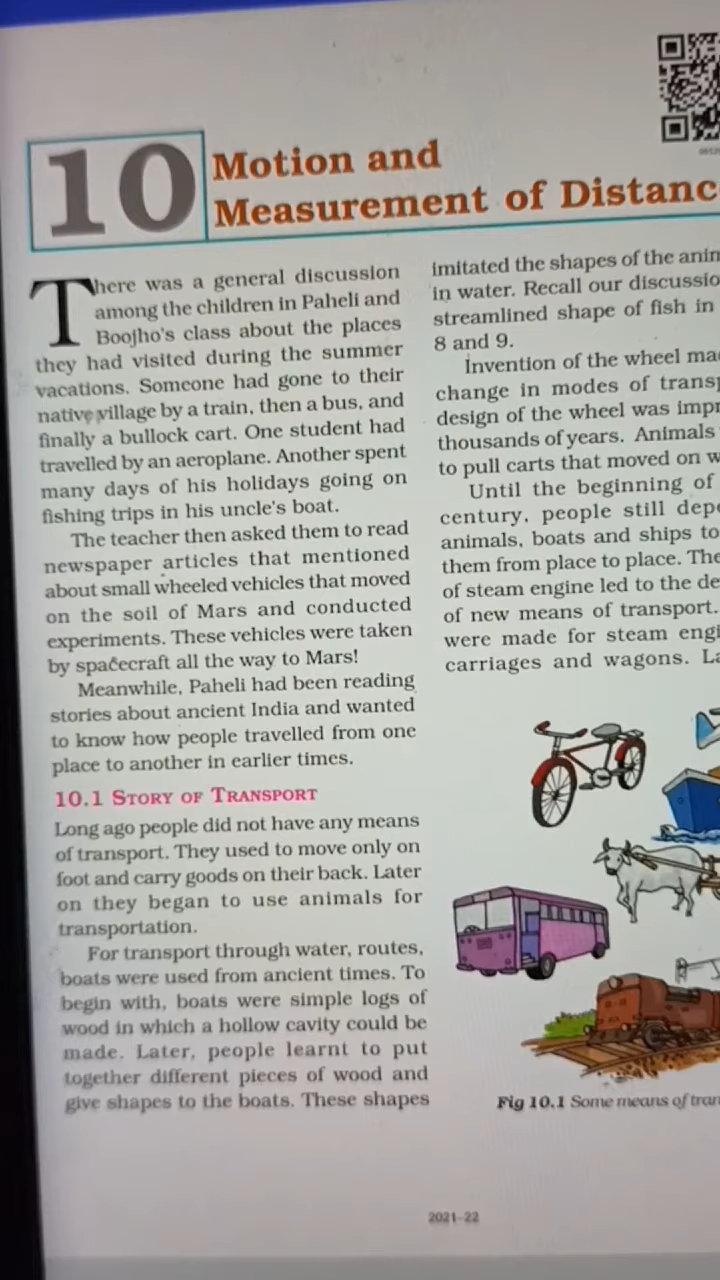 10
Motion and
Measurement of Distanc
There was a general discussion
among the children in Paheli and
Boojho's class about the places
they had visited during the summer
vacations. Someone had gone to their
native village by a train, then a bus, and
finally a bullock cart. One student had
travelled by an aeroplane. Another spent
many days of his holidays going on
fishing trips in his uncle's boat.
The teacher then asked them to read
newspaper articles that mentioned
about small wheeled vehicles that moved
on the soil of Mars and conducted
experiments. These vehicles were taken
by spacecraft all the way to Mars!
Meanwhile, Paheli had been reading
stories about ancient India and wanted
to know how people travelled from one
place to another in earlier times.
10.1 STORY OF TRANSPORT
Long ago people did not have any means
of transport. They used to move only on
foot and carry goods on their back. Later
on they began to use animals for
transportation.
For transport through water, routes,
boats were used from ancient times. To
begin with, boats were simple logs of
wood in which a hollow cavity could be
made. Later, people learnt to put
together different pieces of wood and
give shapes to the boats. These shapes
imitated the shapes of the anim
in water. Recall our discussio
streamlined shape of fish in
8 and 9.
Invention of the wheel ma
change in modes of transp
design of the wheel was impr
thousands of years. Animals
to pull carts that moved on w
Until the beginning of
century, people still depe
animals, boats and ships to
them from place to place. The
of steam engine led to the de
of new means of transport.
were made for steam engi
carriages and wagons. La
Fig 10.1 Some means of tran
2021-22